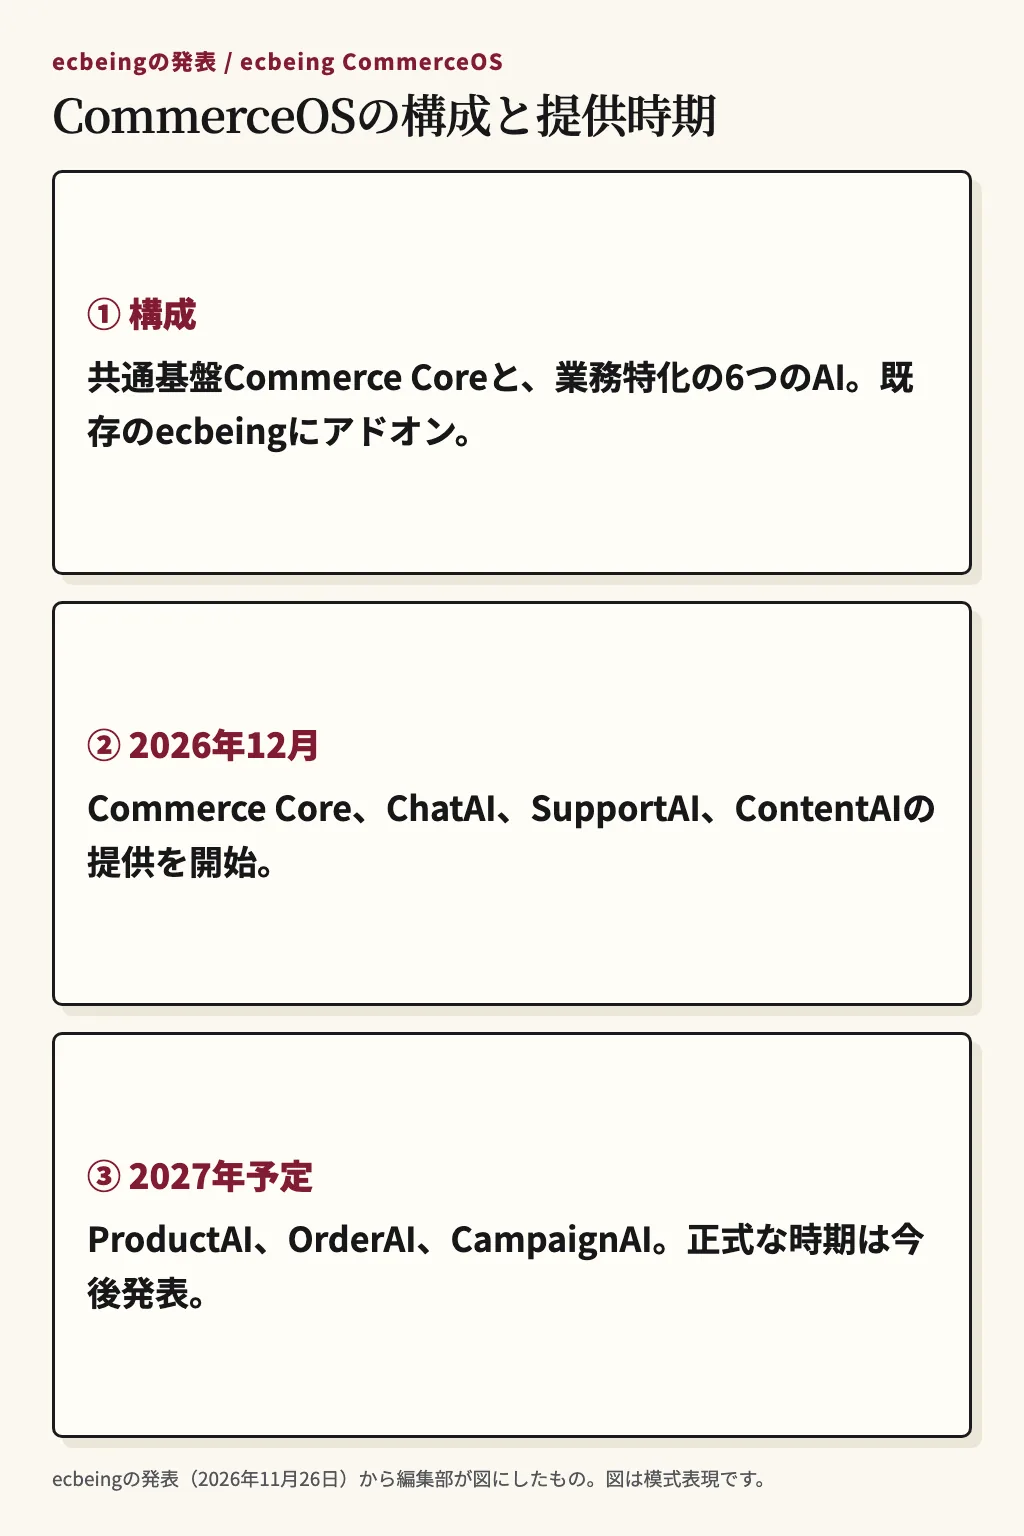 ecbeingの発表 / ecbeing CommerceOS
CommerceOSの構成と提供時期
① 構成
共通基盤Commerce Coreと、業務特化の6つのAI。既
存のecbeingにアドオン。
② 2026年12月
Commerce Core、ChatAI、SupportAI、ContentAIの
提供を開始。
③ 2027年予定
ProductAI、OrderAI、CampaignAI。正式な時期は今
後発表。
ecbeingの発表（2026年11月26日）から編集部が図にしたもの。図は模式表現です。